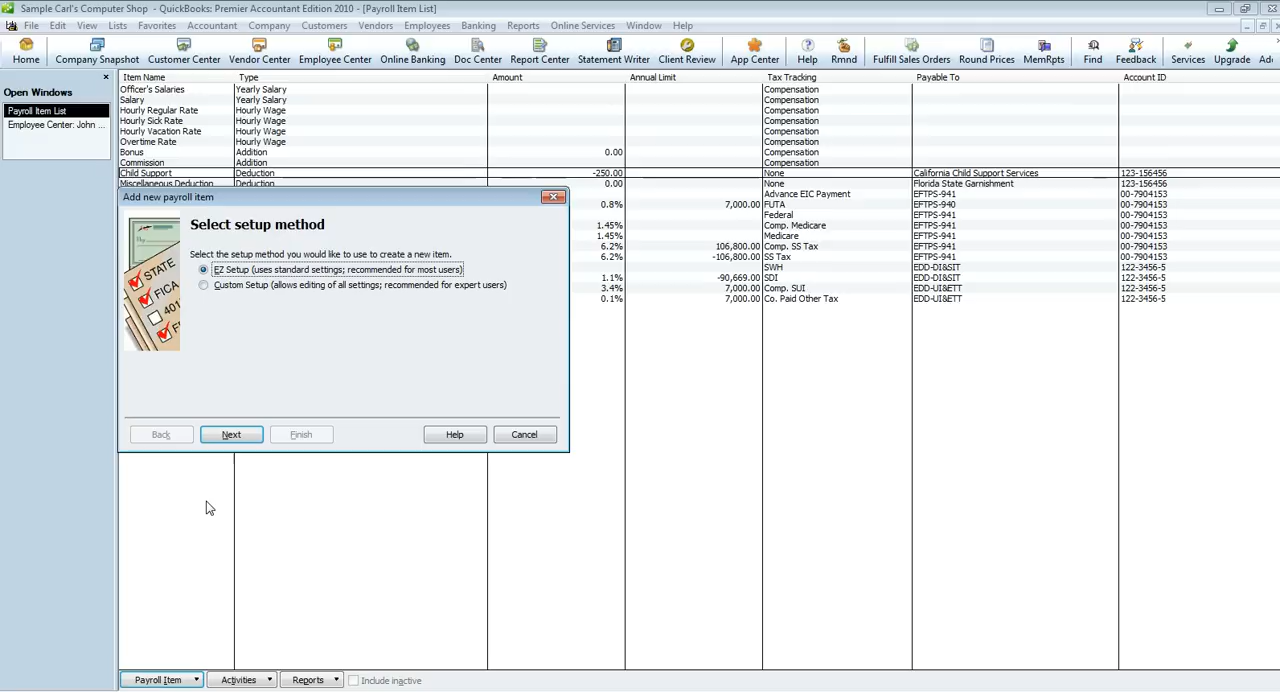 Sample Carl's Computer Shop - QuickBooks: Premier Accountant Edition 2010 - [Payroll Item List]
File Edit View Lists Favorites Accountant Company Customers Vendors Employees Banking Reports Online Services Window Help
Home Company Snapshot Customer Center Vendor Center Employee Center Online Banking Doc Center Report Center Statement Writer Client Review App Center Help Rmnd Fulfill Sales Orders Round Prices MemRpts Find Feedback Services Upgrade
Open Windows
Payroll Item List
Employee Center: John ...
Item Name Type Amount Annual Limit Tax Tracking Payable To Account ID
Officer's Salaries Yearly Salary Compensation
Salary Yearly Salary Compensation
Hourly Regular Rate Hourly Wage Compensation
Hourly Sick Rate Hourly Wage Compensation
Hourly Vacation Rate Hourly Wage Compensation
Overtime Rate Hourly Wage Compensation
Bonus Addition 0.00 Compensation
Commission Addition Compensation
Child Support Deduction -250.00 None California Child Support Services 123-156456
Miscellaneous Deduction Deduction 0.00 None Florida State Garnishment 123-156456
Advance EIC Payment EFTPS-941 00-7904153
0.8% 7,000.00 FUTA EFTPS-940 00-7904153
Federal EFTPS-941 00-7904153
1.45% Comp. Medicare EFTPS-941 00-7904153
1.45% Medicare EFTPS-941 00-7904153
6.2% 106,800.00 Comp. SS Tax EFTPS-941 00-7904153
6.2% -106,800.00 SS Tax EFTPS-941 00-7904153
SWH EDD-DI&SIT 122-3456-5
1.1% -90,669.00 SDI EDD-DI&SIT 122-3456-5
3.4% 7,000.00 Comp. SUI EDD-UI&ETT 122-3456-5
0.1% 7,000.00 Co. Paid Other Tax EDD-UI&ETT 122-3456-5
Add new payroll item
Select setup method
Select the setup method you would like to use to create a new item.
EZ Setup (uses standard settings; recommended for most users)
Custom Setup (allows editing of all settings; recommended for expert users)
STATE
FICA
401
Back Next Finish Help Cancel
Payroll Item Activities Reports Include inactive